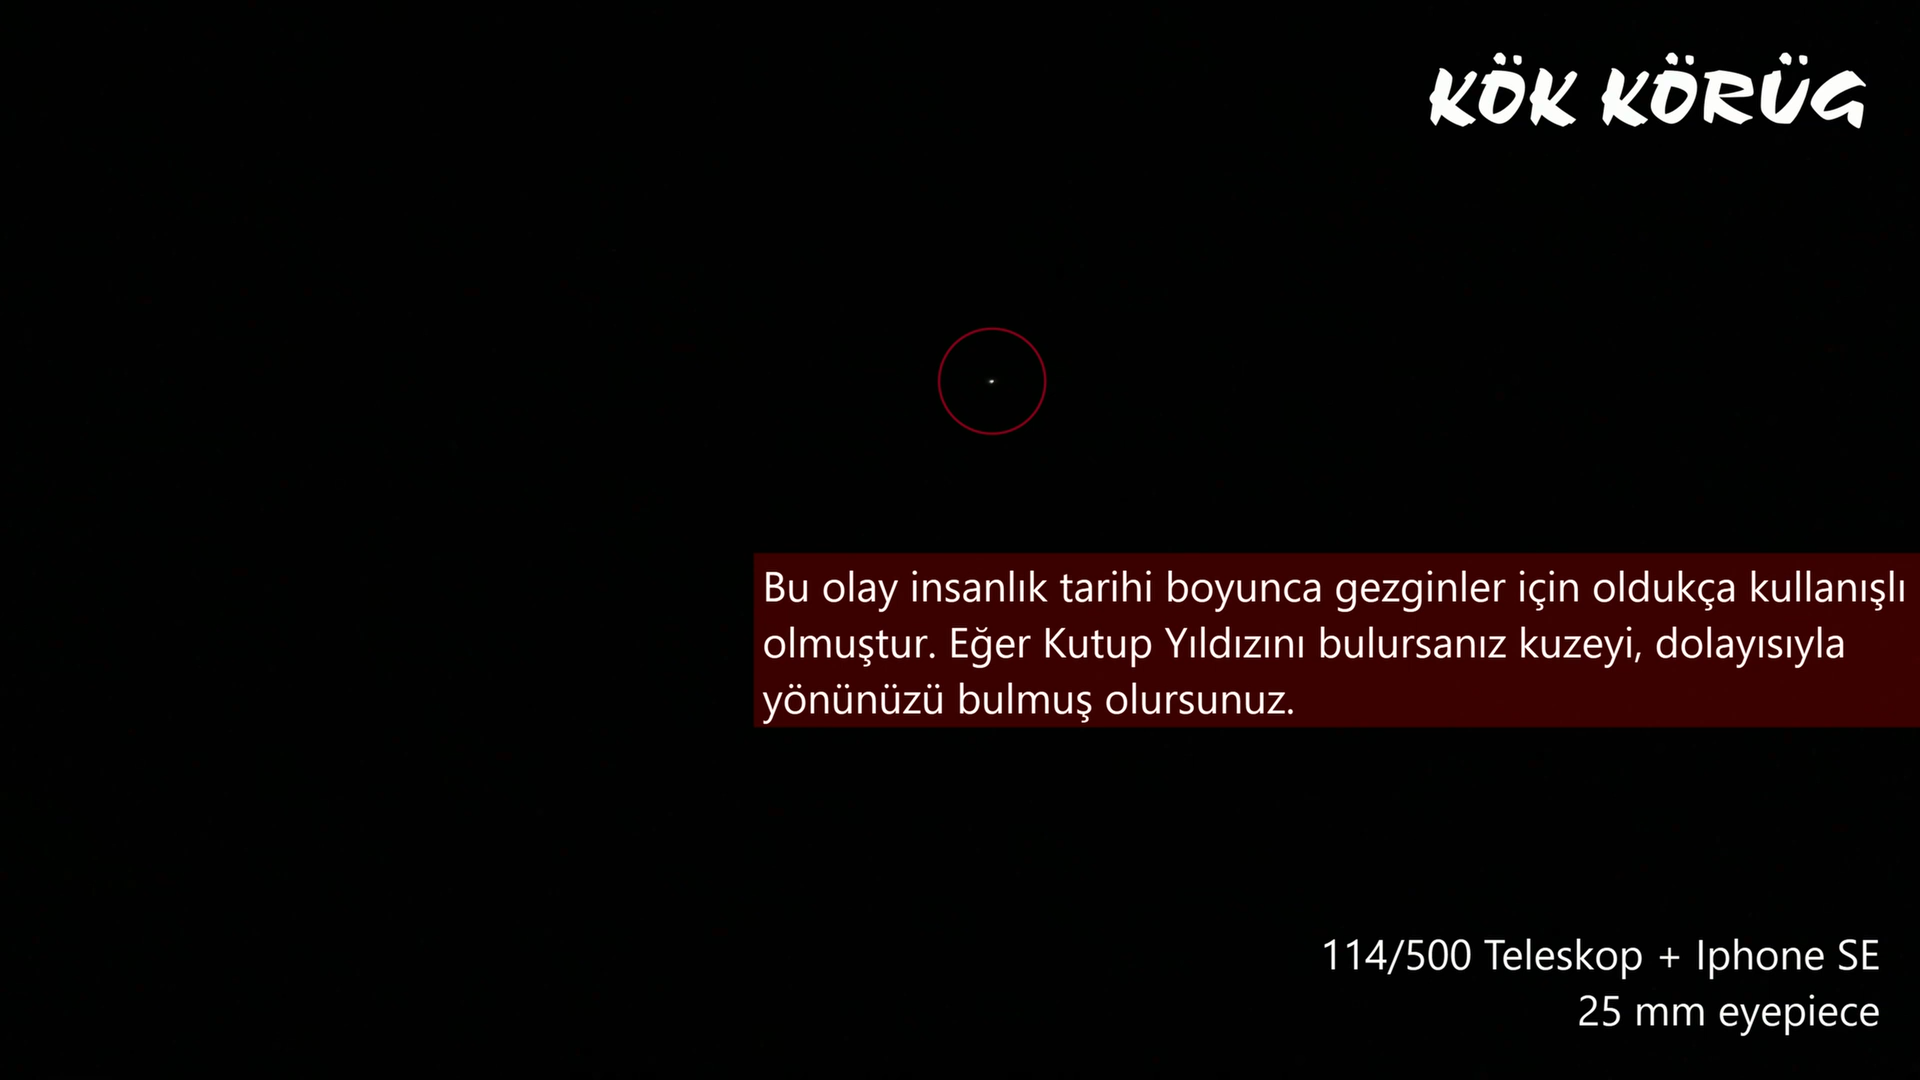 KÖK KÖRÜG
Bu olay insanlık tarihi boyunca gezginler için oldukça kullanışlı
olmuştur. Eğer Kutup Yıldızını bulursanız kuzeyi, dolayısıyla
yönünüzü bulmuş olursunuz.
114/500 Teleskop + Iphone SE
25 mm eyepiece